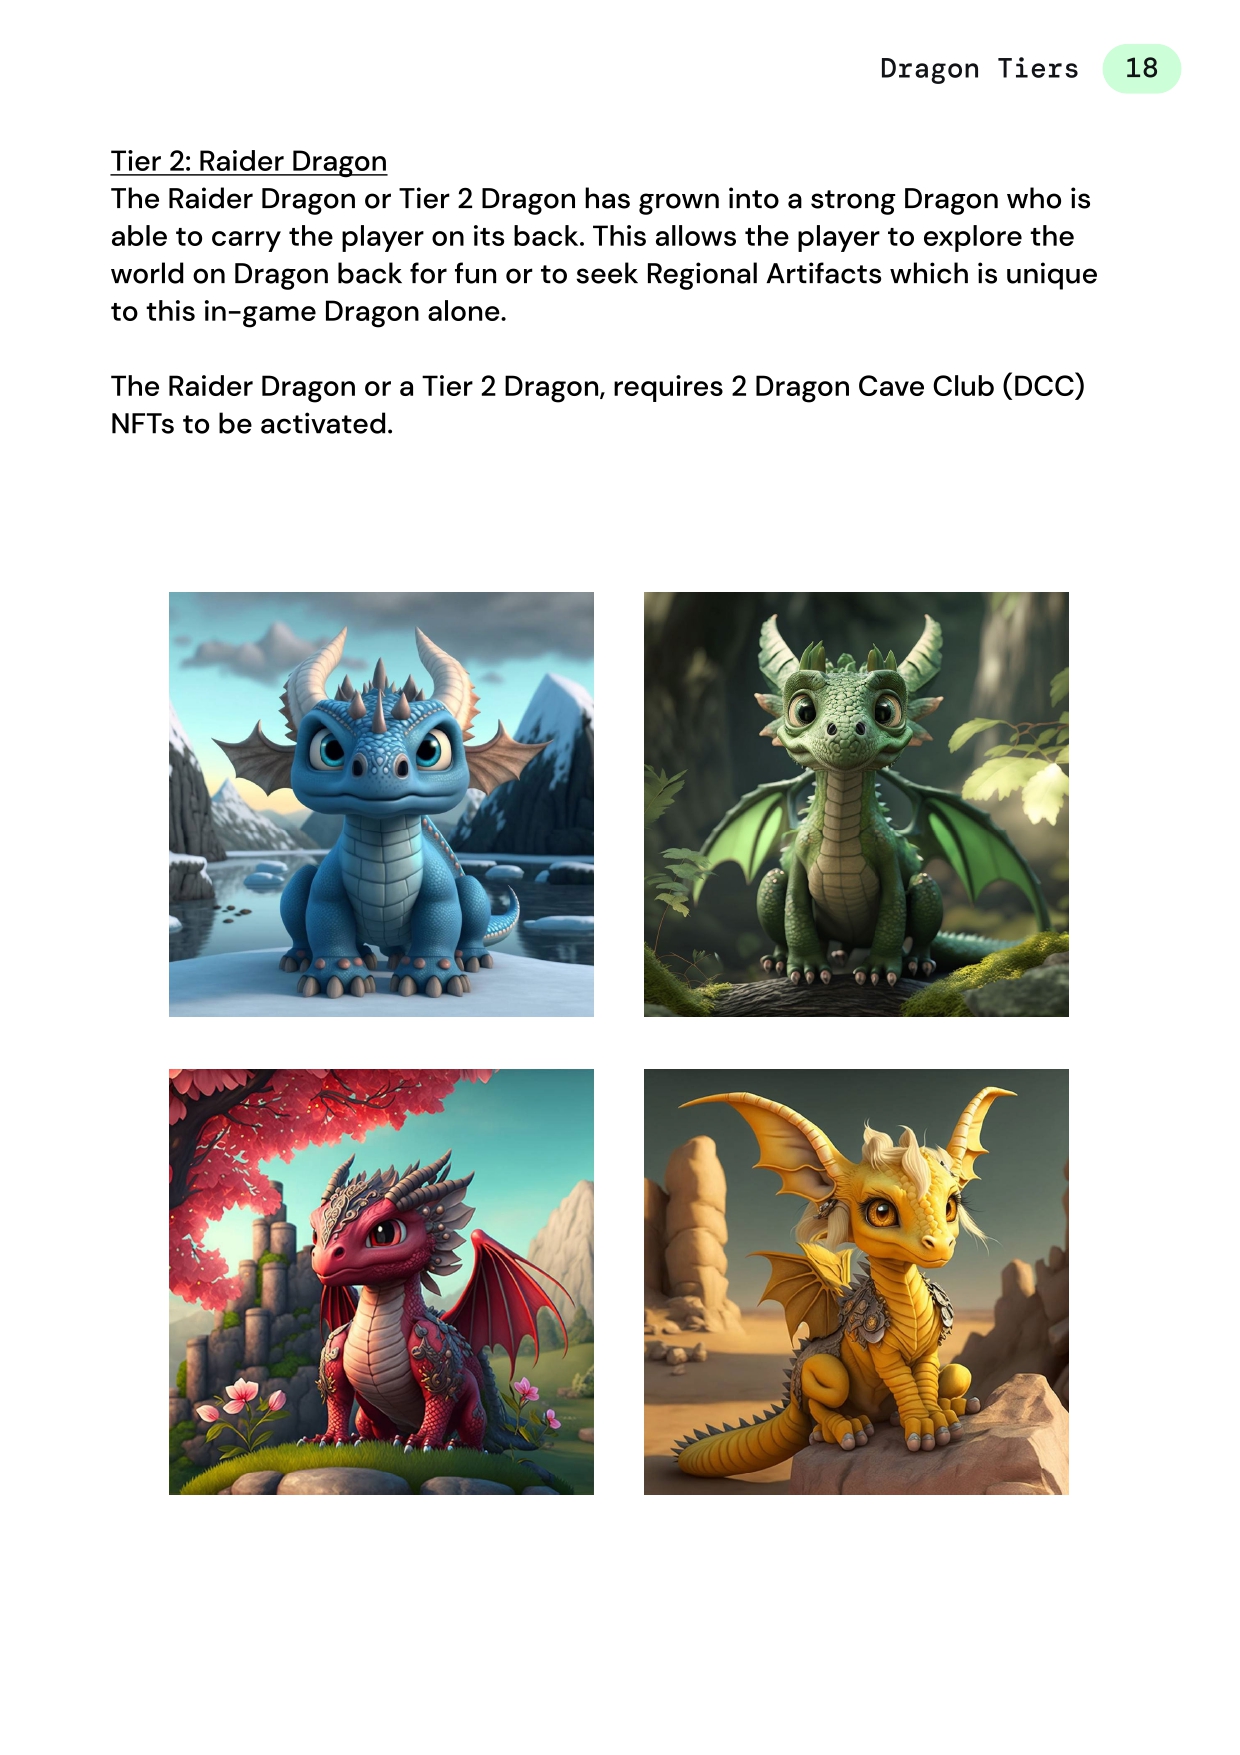 Dragon Tiers 18
Tier 2: Raider Dragon
The Raider Dragon or Tier 2 Dragon has grown into a strong Dragon who is
able to carry the player on its back. This allows the player to explore the
world on Dragon back for fun or to seek Regional Artifacts which is unique
to this in-game Dragon alone.
The Raider Dragon or a Tier 2 Dragon, requires 2 Dragon Cave Club (DCC)
NFTs to be activated.